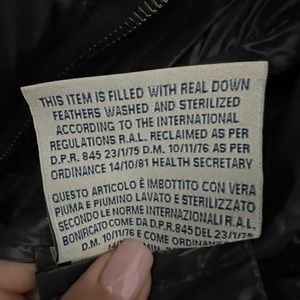 THIS ITEM IS FILLED WITH REAL DOWN
FEATHERS WASHED AND STERILIZED
ACCORDING TO THE INTERNATIONAL
REGULATIONS R.A.L. RECLAIMED AS PER
D.P.R. 845 23/1/75 D.M. 10/11/76 AS PER
ORDINANCE 14/10/81 HEALTH SECRETARY
QUESTO ARTICOLO È IMBOTTITO CON VERA
PIUMA E PIUMINO LAVATO E STERILIZZATO
SECONDO LE NORME INTERNAZIONALI R.A.L.
BONIFICATO COME DA D.P.R. 845 DEL 23/1/75
D.M. 10/11/76 E COME ORDINANZA
14/10 MIN.